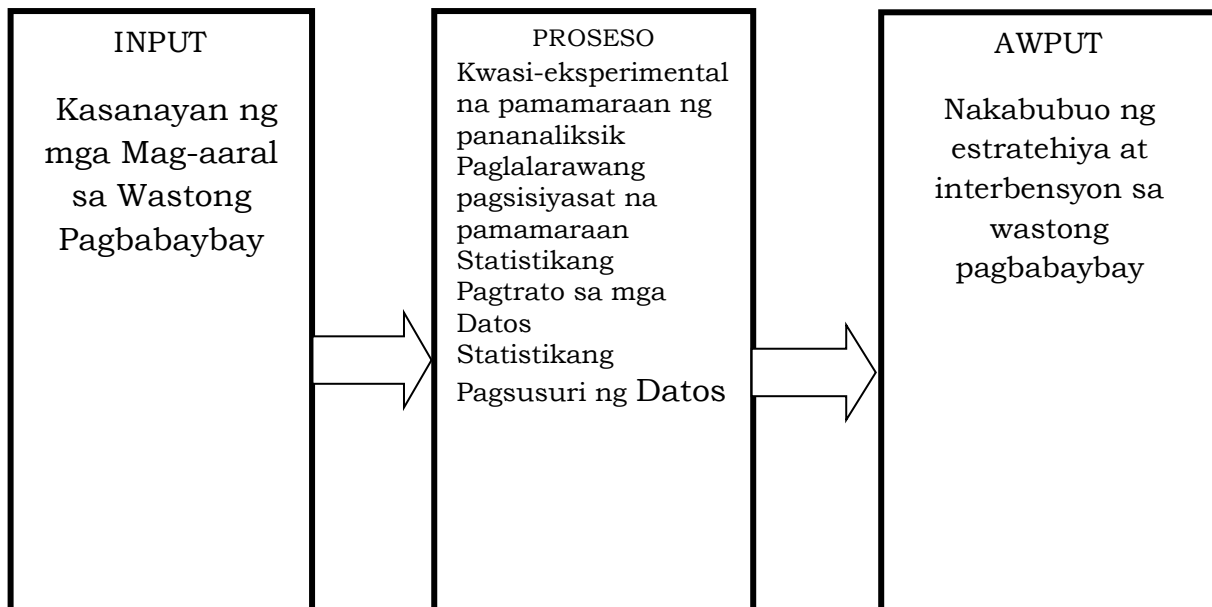 INPUT
Kasanayan ng
mga Mag-aaral
sa Wastong
Pagbabaybay
PROSESO
Kwasi-eksperimental
na pamamaraan ng
pananaliksik
Paglalarawang
pagsisiyasat na
pamamaraan
Statistikang
Pagtrato sa mga
Datos
Statistikang
Pagsusuri ng Datos
AWPUT
Nakabubuo ng
estratehiya at
interbensyon sa
wastong
pagbabaybay